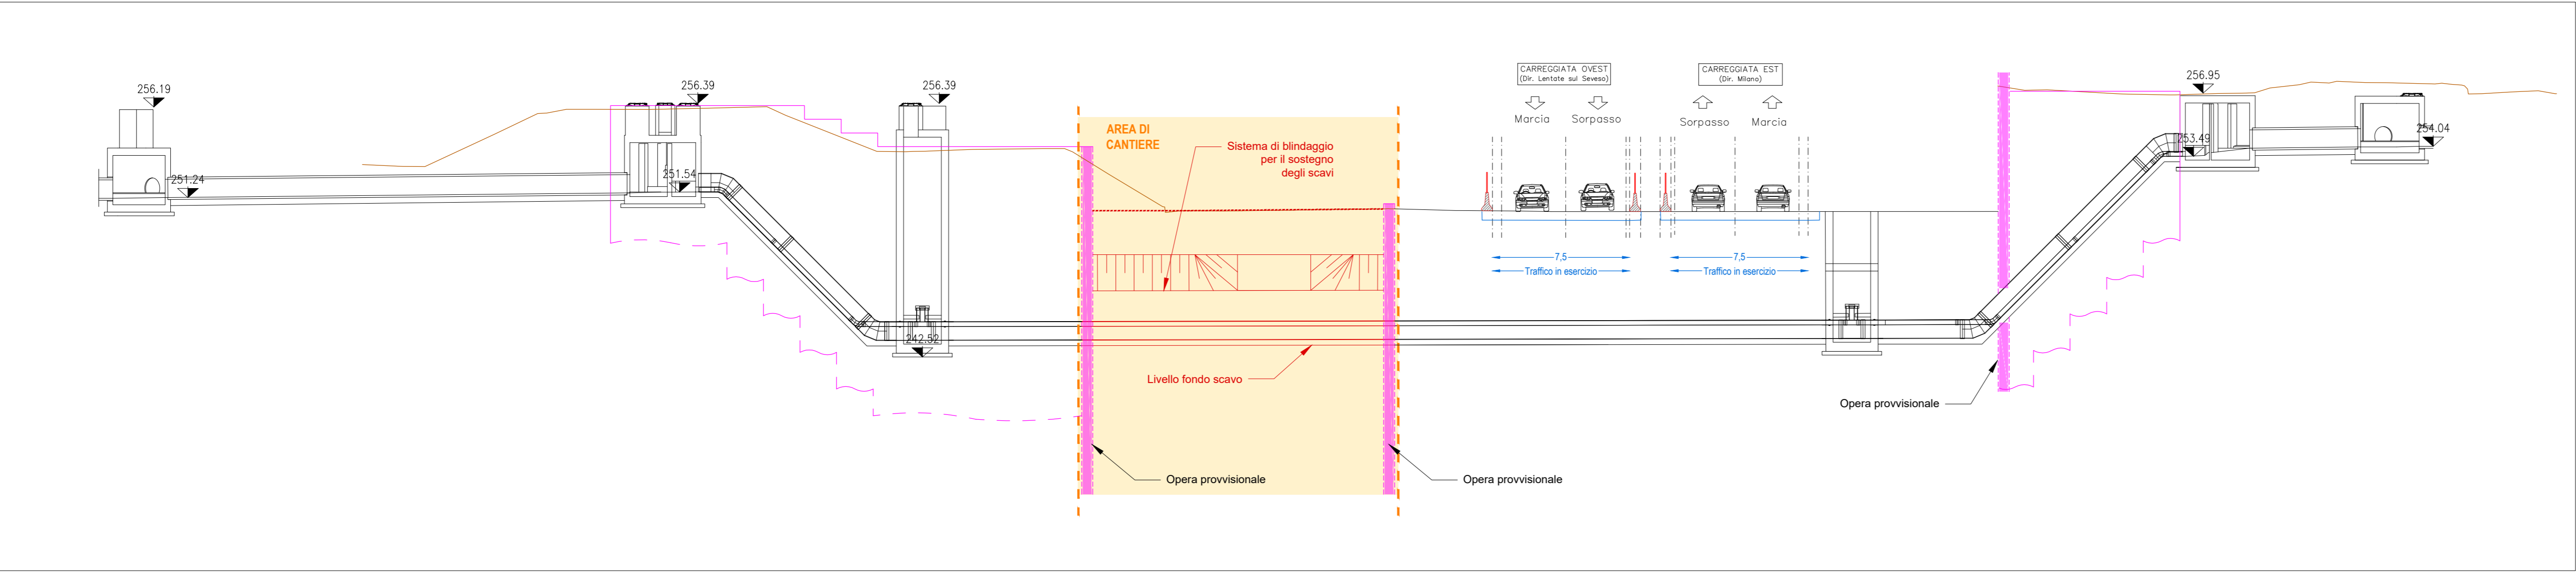 256.19
251.24
256.39
251.54
256.39
242.52
AREA DI
CANTIERE
Sistema di blindaggio
per il sostegno
degli scavi
Livello fondo scavo
Opera provvisionale
Opera provvisionale
CARREGGIATA OVEST
(Dir. Lentate sul Seveso)
Marcia
Sorpasso
CARREGGIATA EST
(Dir. Milano)
Sorpasso
Marcia
7,5
Traffico in esercizio
7,5
Traffico in esercizio
Opera provvisionale
256.95
253.49
254.04